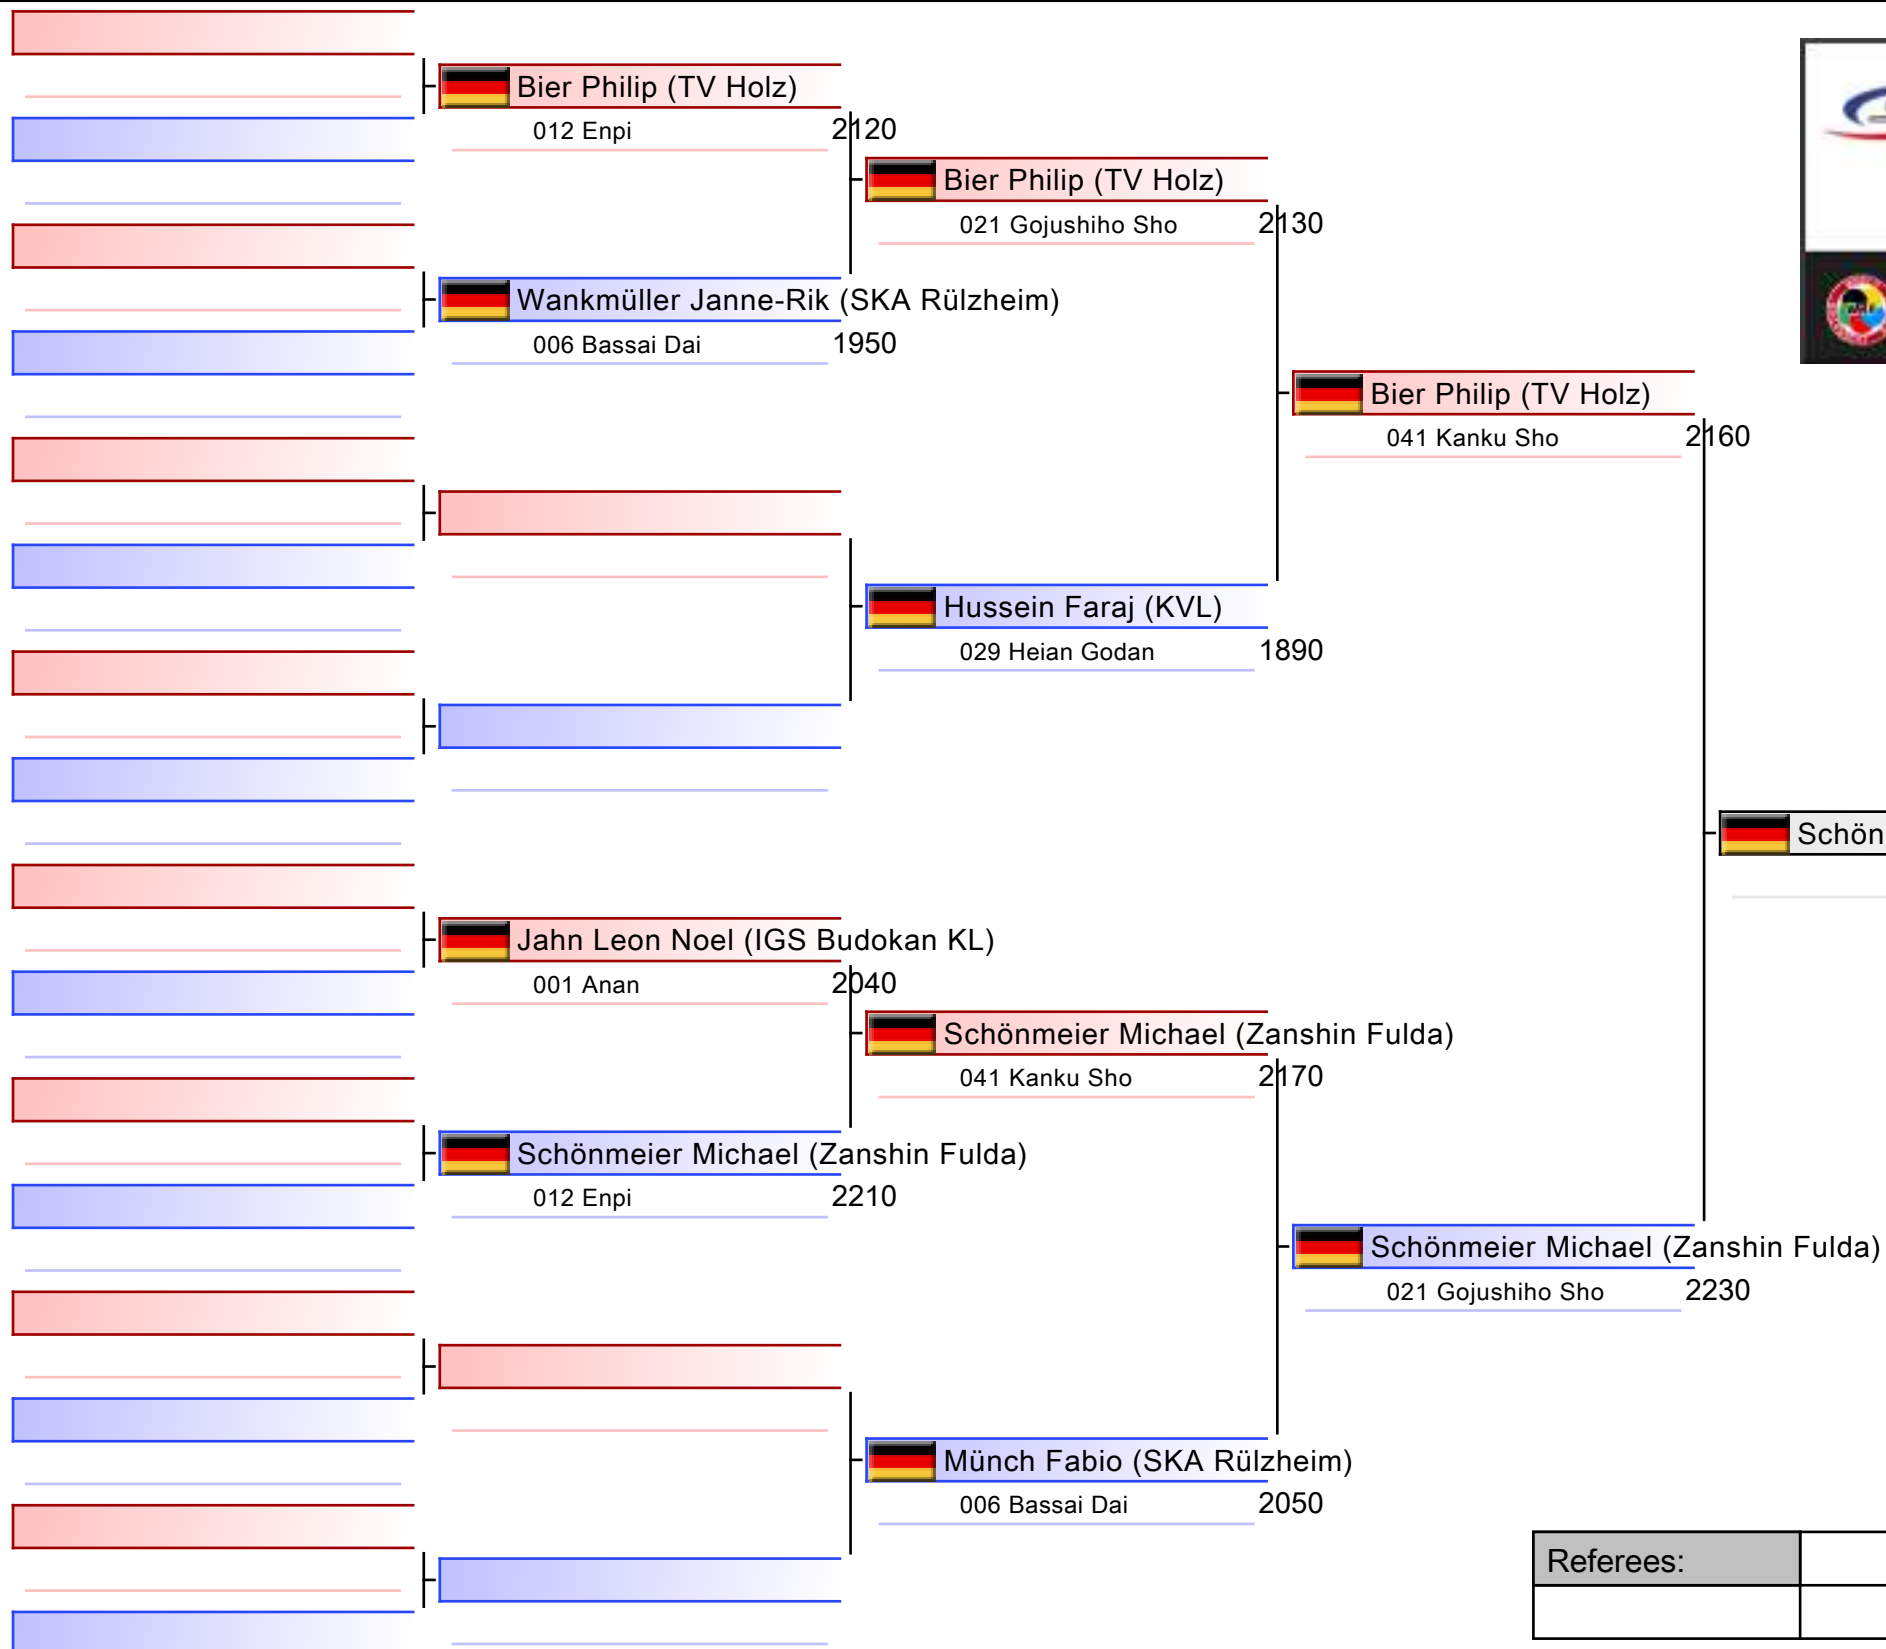 Bier Philip (TV Holz)
012 Enpi 2120
Bier Philip (TV Holz)
021 Gojushiho Sho 2130
Wankmüller Janne-Rik (SKA Rülzheim)
006 Bassai Dai 1950
Bier Philip (TV Holz)
041 Kanku Sho 2160
Hussein Faraj (KVL)
029 Heian Godan 1890
Schön
Jahn Leon Noel (IGS Budokan KL)
001 Anan 2040
Schönmeier Michael (Zanshin Fulda)
041 Kanku Sho 2170
Schönmeier Michael (Zanshin Fulda)
012 Enpi 2210
Schönmeier Michael (Zanshin Fulda)
021 Gojushiho Sho 2230
Münch Fabio (SKA Rülzheim)
006 Bassai Dai 2050
Referees: